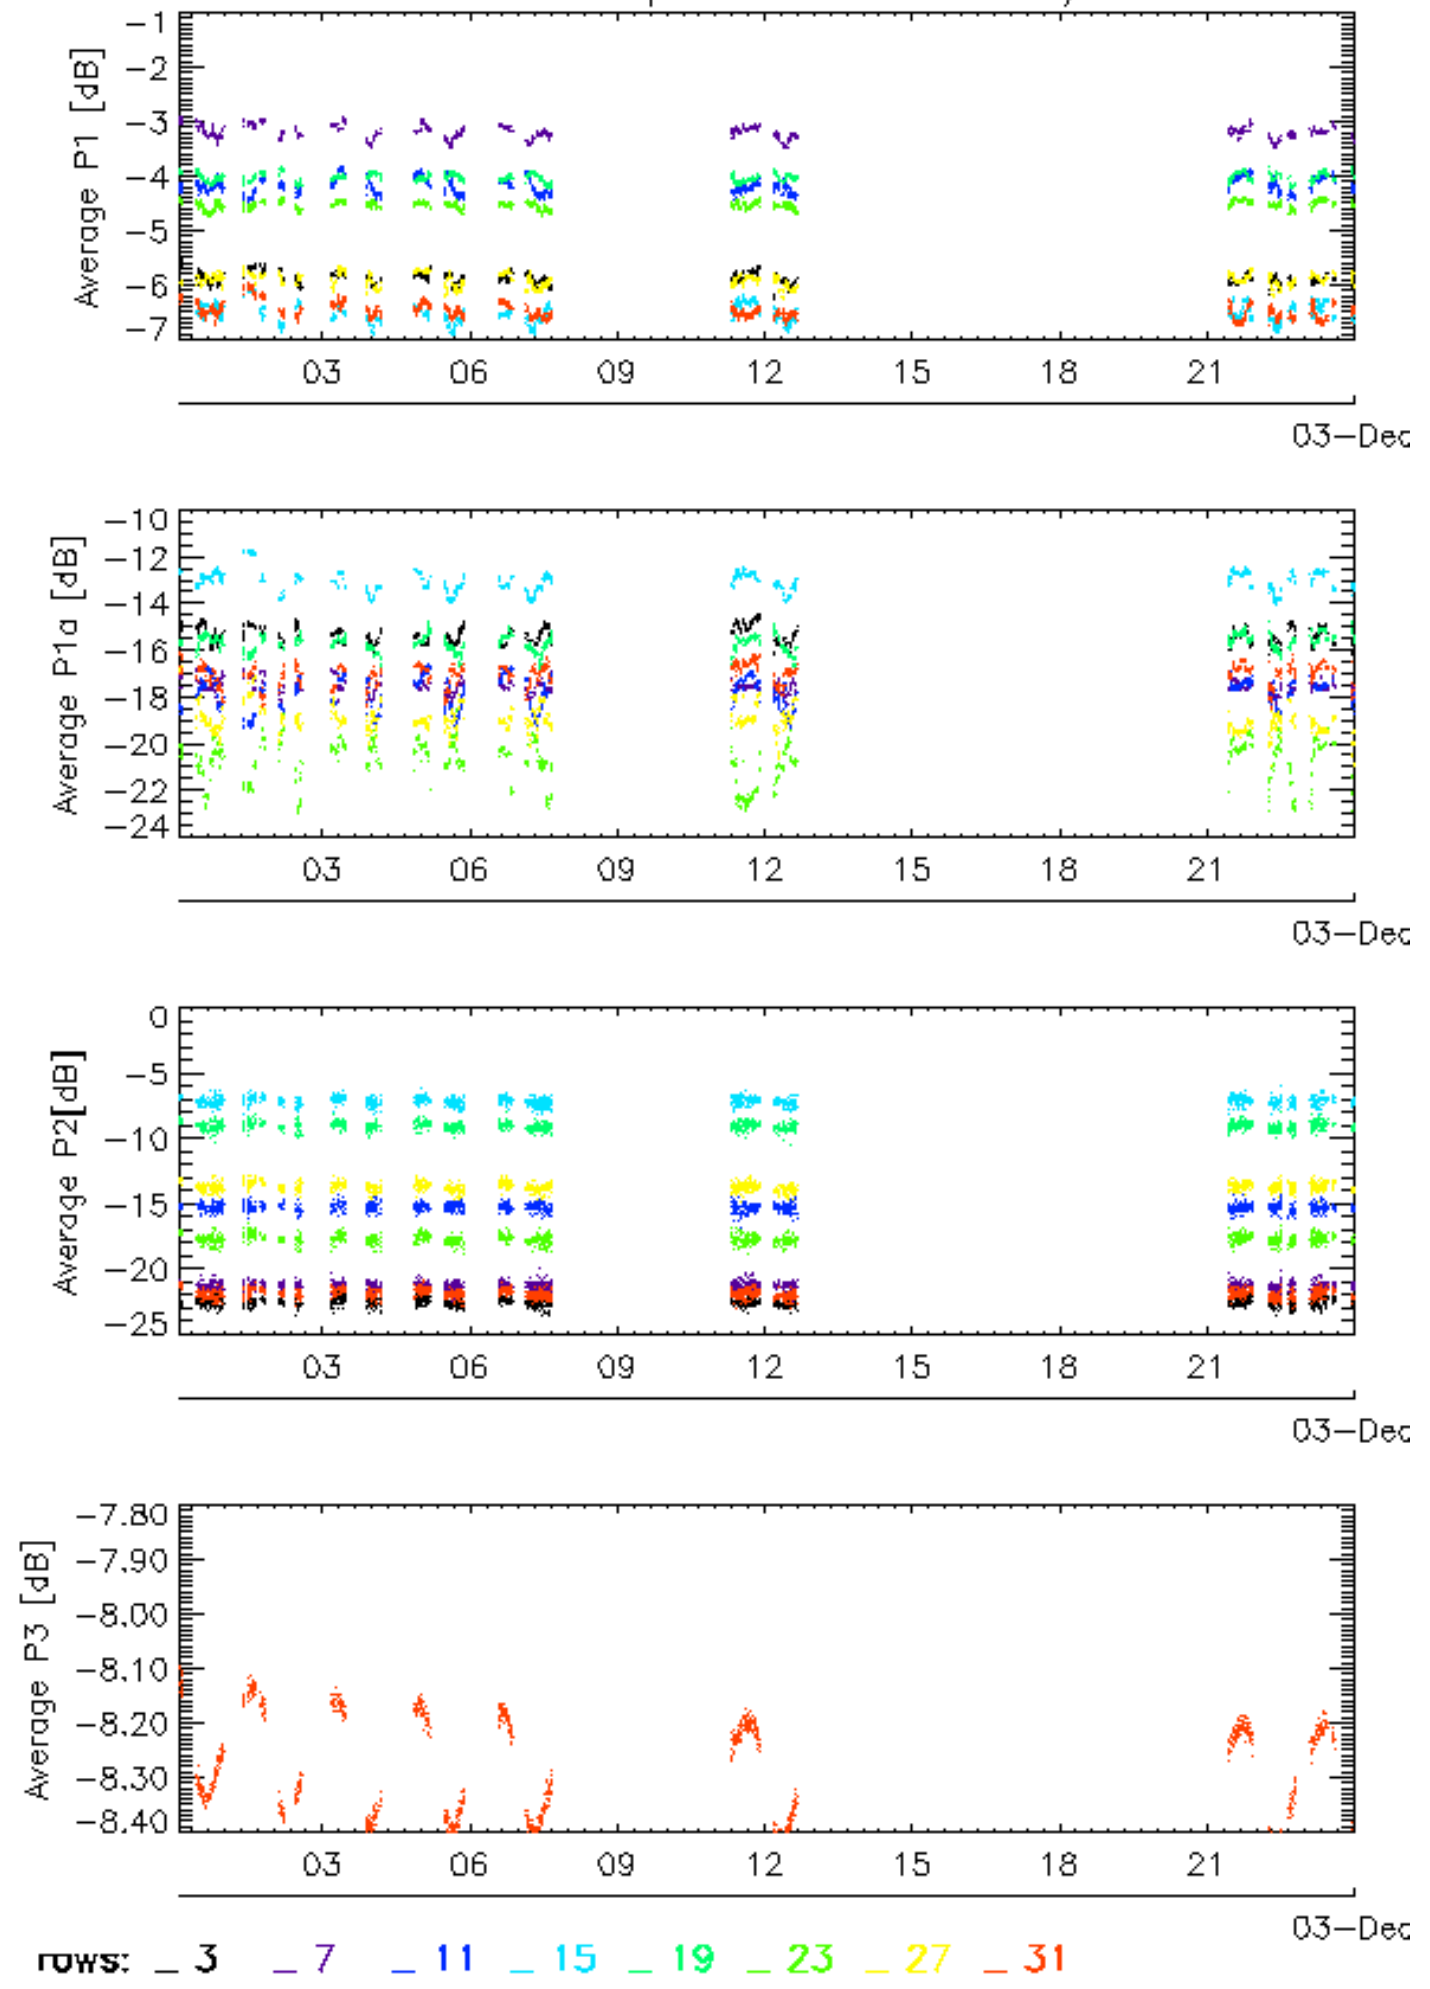 Average P1 [dB]
−1
−2
−3
−4
−5
−6
−7
03 06 09 12 15 18 21
03−Dec
Average P1a [dB]
−10
−12
−14
−16
−18
−20
−22
−24
03 06 09 12 15 18 21
03−Dec
Average P2[dB]
0
−5
−10
−15
−20
−25
03 06 09 12 15 18 21
03−Dec
Average P3 [dB]
−7.80
−7.90
−8.00
−8.10
−8.20
−8.30
−8.40
03 06 09 12 15 18 21
03−Dec
rows: _ 3 _ 7 _ 11 _ 15 _ 19 _ 23 _ 27 _ 31